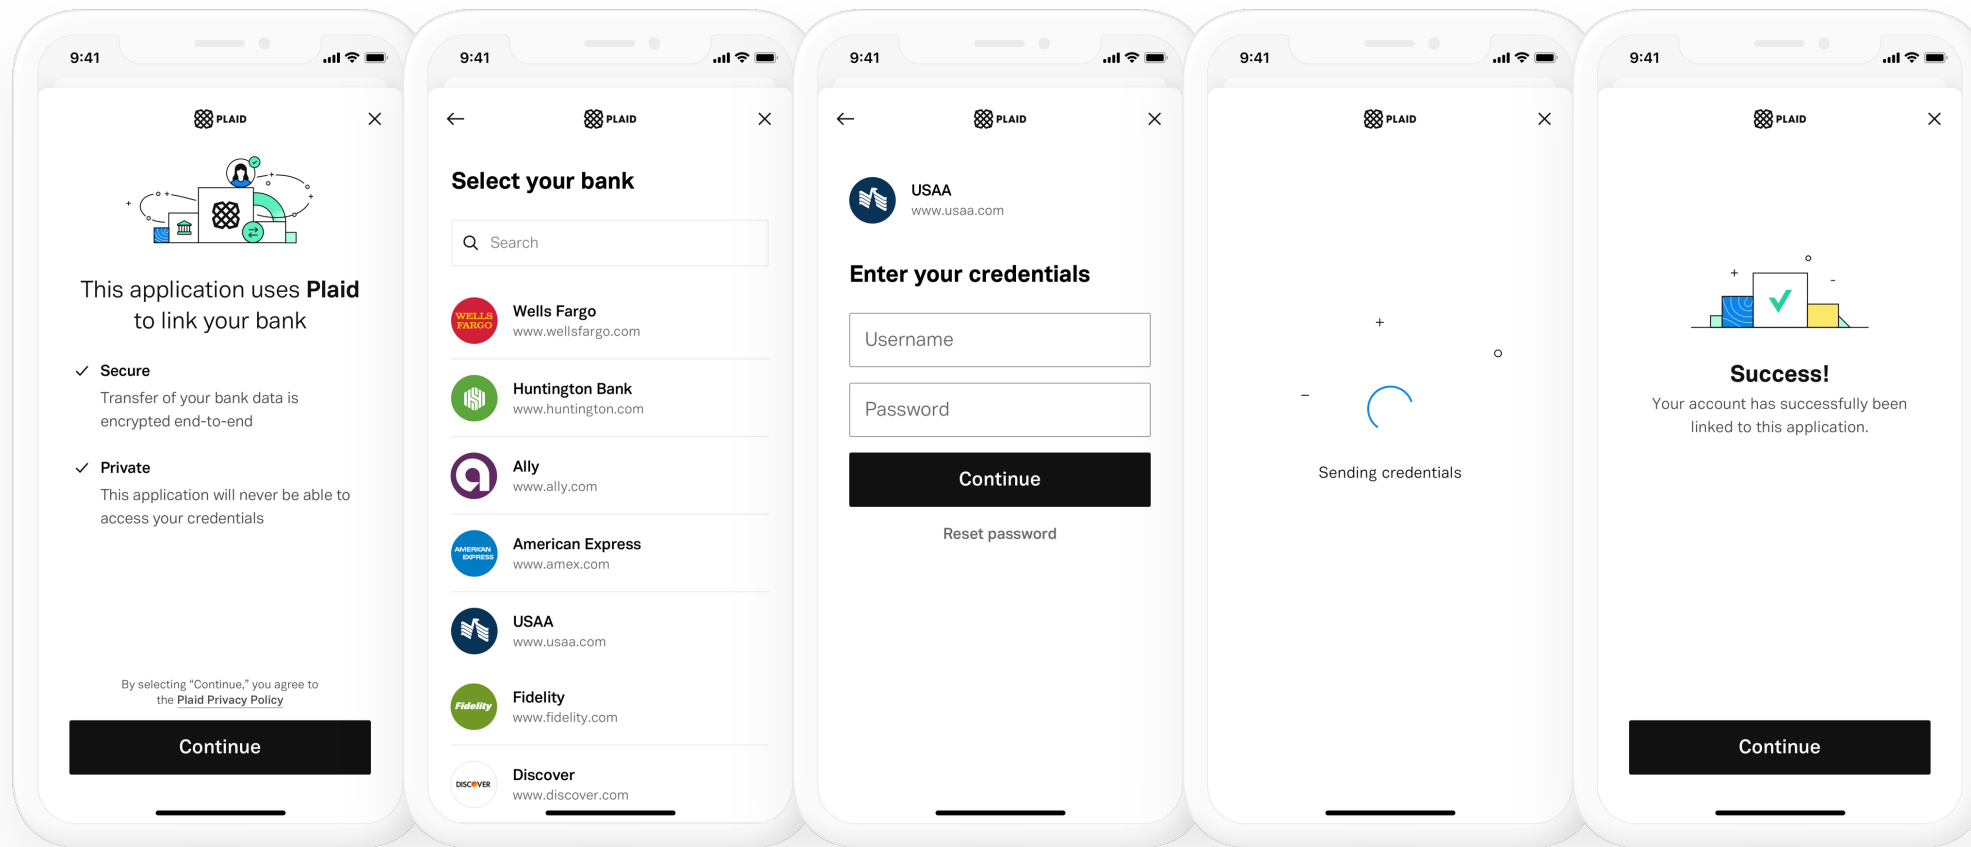 9:41
PLAID
This application uses Plaid
to link your bank
Secure
Transfer of your bank data is
encrypted end-to-end
Private
This application will never be able to
access your credentials
By selecting “Continue,” you agree to
the Plaid Privacy Policy
Continue
9:41
PLAID
Select your bank
Search
WELLS
FARGO
Wells Fargo
www.wellsfargo.com
Huntington Bank
www.huntington.com
Ally
www.ally.com
AMERICAN
EXPRESS
American Express
www.amex.com
USAA
www.usaa.com
Fidelity
Fidelity
www.fidelity.com
DISCOVER
Discover
www.discover.com
9:41
PLAID
USAA
www.usaa.com
Enter your credentials
Username
Password
Continue
Reset password
9:41
PLAID
Sending credentials
9:41
PLAID
Success!
Your account has successfully been
linked to this application.
Continue